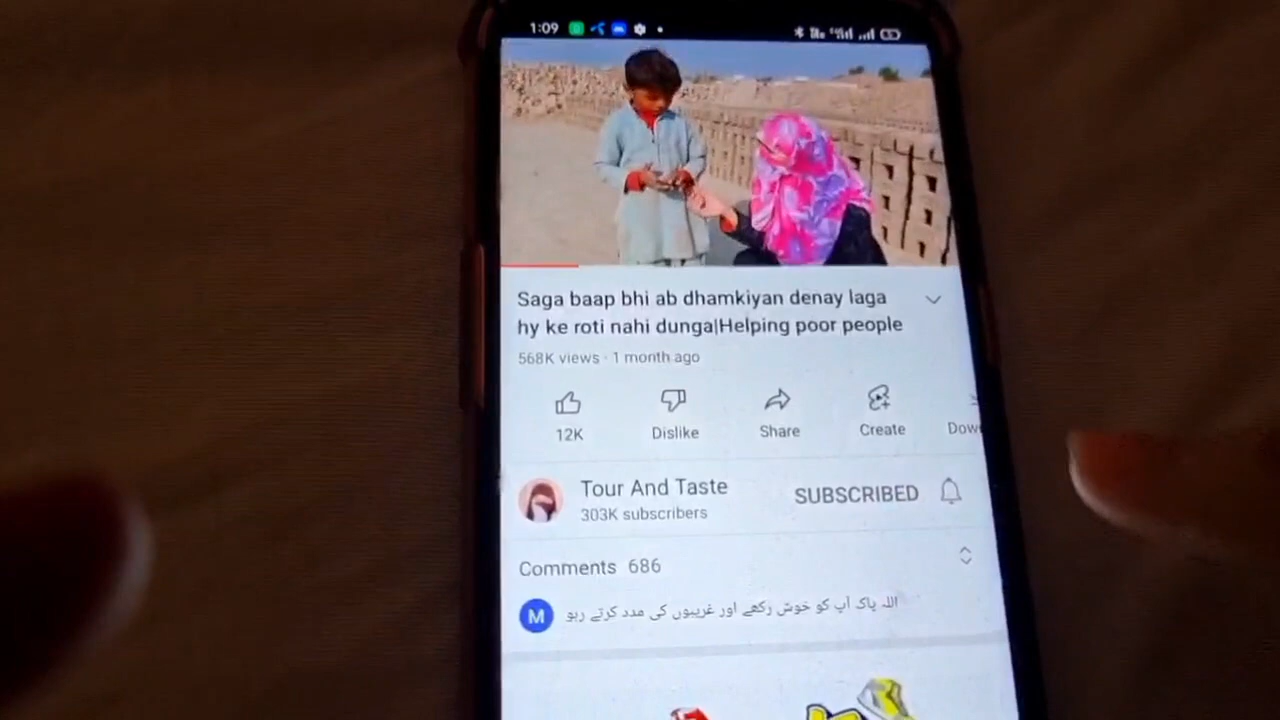 1:09
Saga baap bhi ab dhamkiyan denay laga
hy ke roti nahi dunga|Helping poor people
568K views · 1 month ago
12K
Dislike
Share
Create
Dow
Tour And Taste
303K subscribers
SUBSCRIBED
Comments 686
M
اللہ پاک آپ کو خوش رکھے اور غریبوں کی مدد کرتے رہو